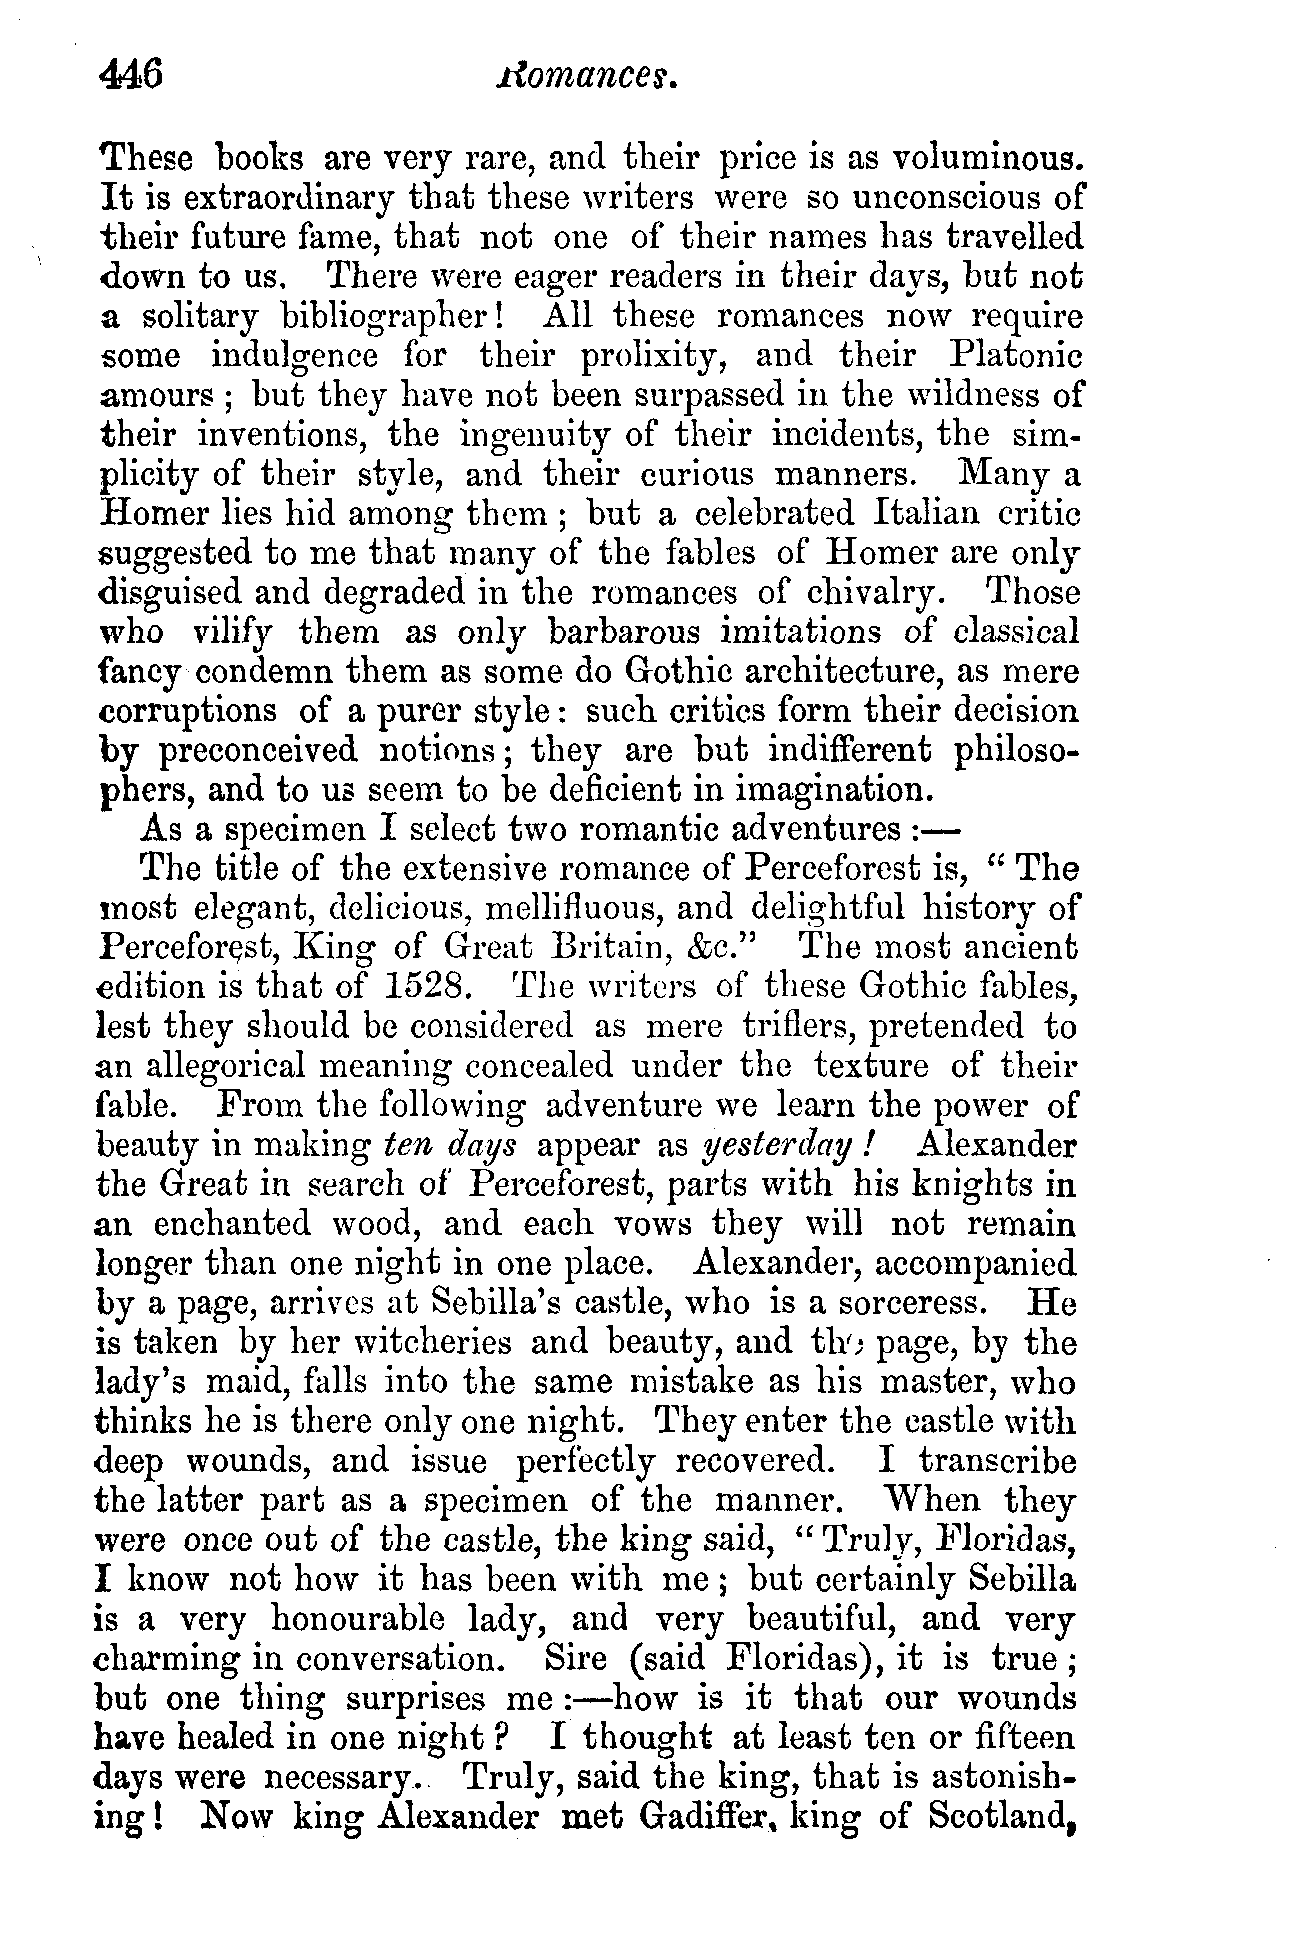 446 Romances.
These books are very rare, and their price is as voluminous.
It is extraordinary that these writers were so unconscious of
their future fame, that not one of their names has travelled
down to us. There were eager readers in their days, but not
a solitary bibliographer! All these romances now require
some indulgence for their prolixity, and their Platonic
amours; but they have not been surpassed in the wildness of
their inventions, the ingenuity of their incidents, the sim-
plicity of their style, and their curious manners. Many a
Homer lies hid among them; but a celebrated Italian critic
suggested to me that many of the fables of Homer are only
disguised and degraded in the romances of chivalry. Those
who vilify them as only barbarous imitations of classical
fancy condemn them as some do Gothic architecture, as mere
corruptions of a purer style: such critics form their decision
by preconceived notions; they are but indifferent philoso-
phers, and to us seem to be deficient in imagination.
As a specimen I select two romantic adventures:—
The title of the extensive romance of Perceforest is, "The
most elegant, delicious, mellifluous, and delightful history of
Perceforest, King of Great Britain, &c." The most ancient
edition is that of 1528. The writers of these Gothic fables,
lest they should be considered as mere triflers, pretended to
an allegorical meaning concealed under the texture of their
fable. From the following adventure we learn the power of
beauty in making ten days appear as yesterday! Alexander
the Great in search of Perceforest, parts with his knights in
an enchanted wood, and each vows they will not remain
longer than one night in one place. Alexander, accompanied
by a page, arrives at Sebilla's castle, who is a sorceress. He
is taken by her witcheries and beauty, and the page, by the
lady's maid, falls into the same mistake as his master, who
thinks he is there only one night. They enter the castle with
deep wounds, and issue perfectly recovered. I transcribe
the latter part as a specimen of the manner. When they
were once out of the castle, the king said, "Truly, Floridas,
I know not how it has been with me; but certainly Sebilla
is a very honourable lady, and very beautiful, and very
charming in conversation. Sire (said Floridas), it is true;
but one thing surprises me:—how is it that our wounds
have healed in one night? I thought at least ten or fifteen
days were necessary. Truly, said the king, that is astonish-
ing! Now king Alexander met Gadiffer, king of Scotland,